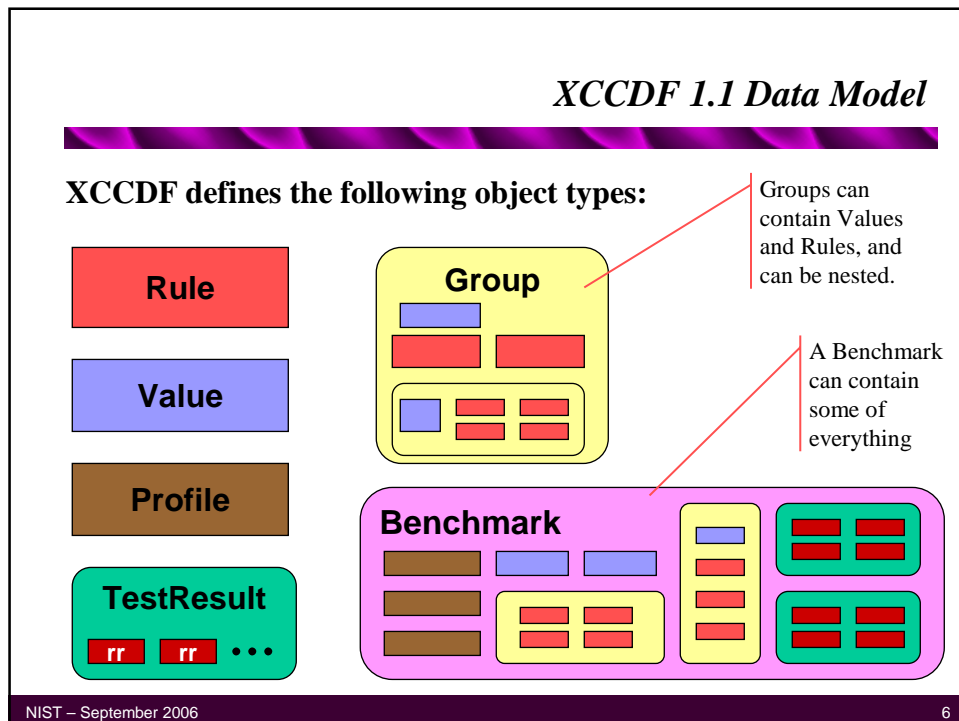 XCCDF 1.1 Data Model
XCCDF defines the following object types:
Groups can
contain Values
and Rules, and
can be nested.
Rule
Group
Value
A Benchmark
can contain
some of
everything
Profile
Benchmark
TestResult
rr rr •••
NIST – September 2006 6